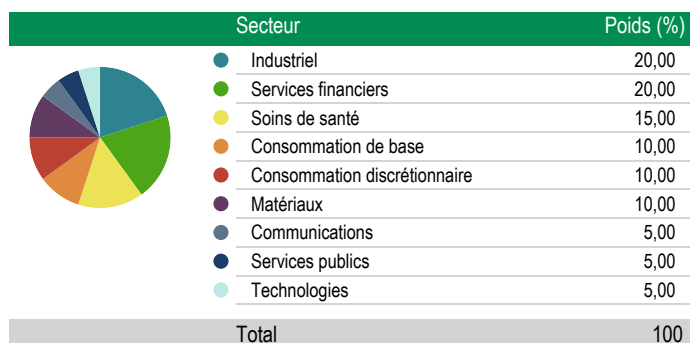 Secteur Poids (%)
Industriel 20,00
Services financiers 20,00
Soins de santé 15,00
Consommation de base 10,00
Consommation discrétionnaire 10,00
Matériaux 10,00
Communications 5,00
Services publics 5,00
Technologies 5,00
Total 100